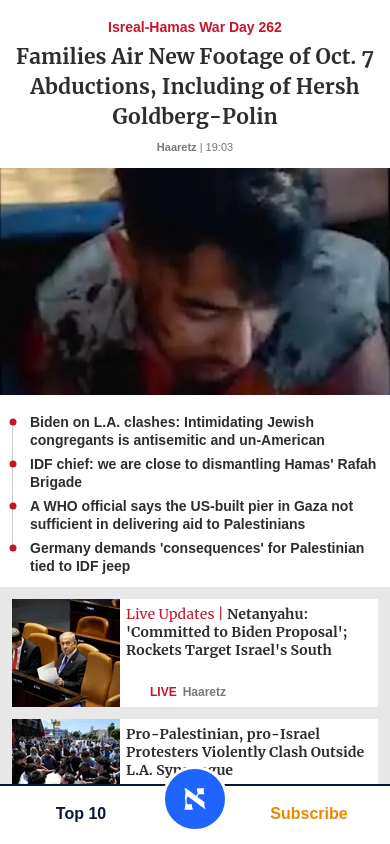 Isreal-Hamas War Day 262
Families Air New Footage of Oct. 7
Abductions, Including of Hersh
Goldberg-Polin
Haaretz | 19:03
Biden on L.A. clashes: Intimidating Jewish
congregants is antisemitic and un-American
IDF chief: we are close to dismantling Hamas' Rafah
Brigade
A WHO official says the US-built pier in Gaza not
sufficient in delivering aid to Palestinians
Germany demands 'consequences' for Palestinian
tied to IDF jeep
Live Updates | Netanyahu:
'Committed to Biden Proposal';
Rockets Target Israel's South
LIVE Haaretz
Pro-Palestinian, pro-Israel
Protesters Violently Clash Outside
L.A. Synagogue
Top 10
Subscribe